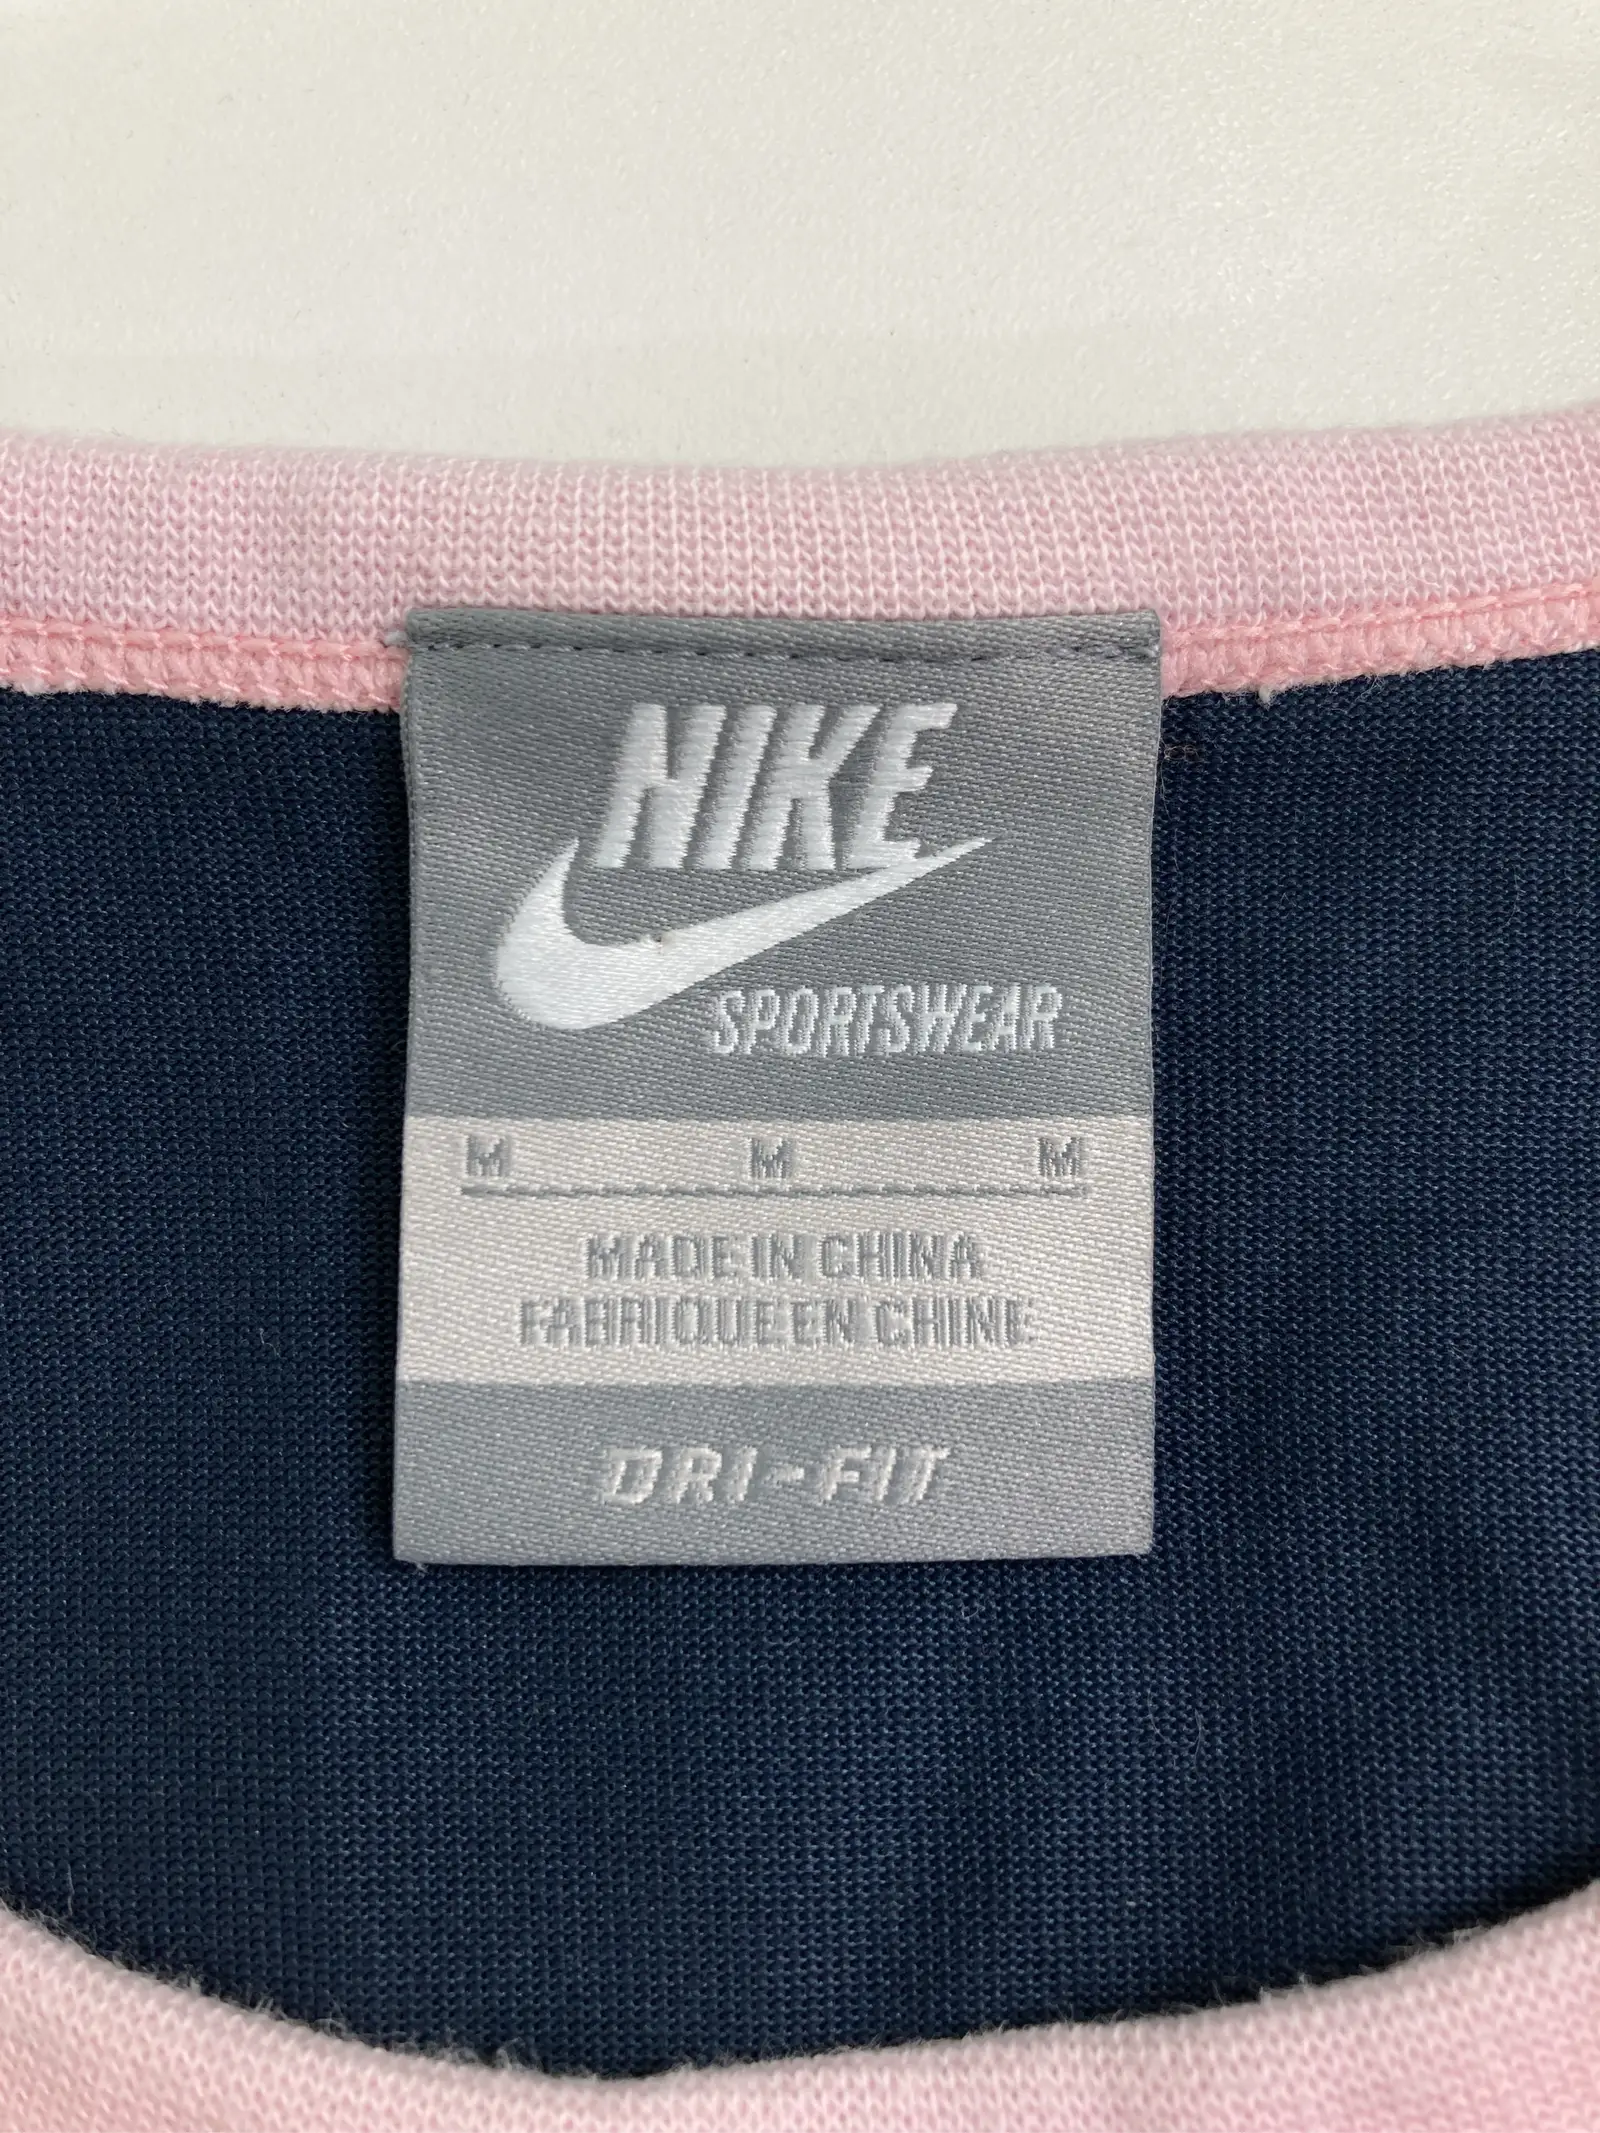 NIKE
SPORTSWEAR
M M M
MADE IN CHINA
FABRIQUE EN CHINE
DRI-FIT